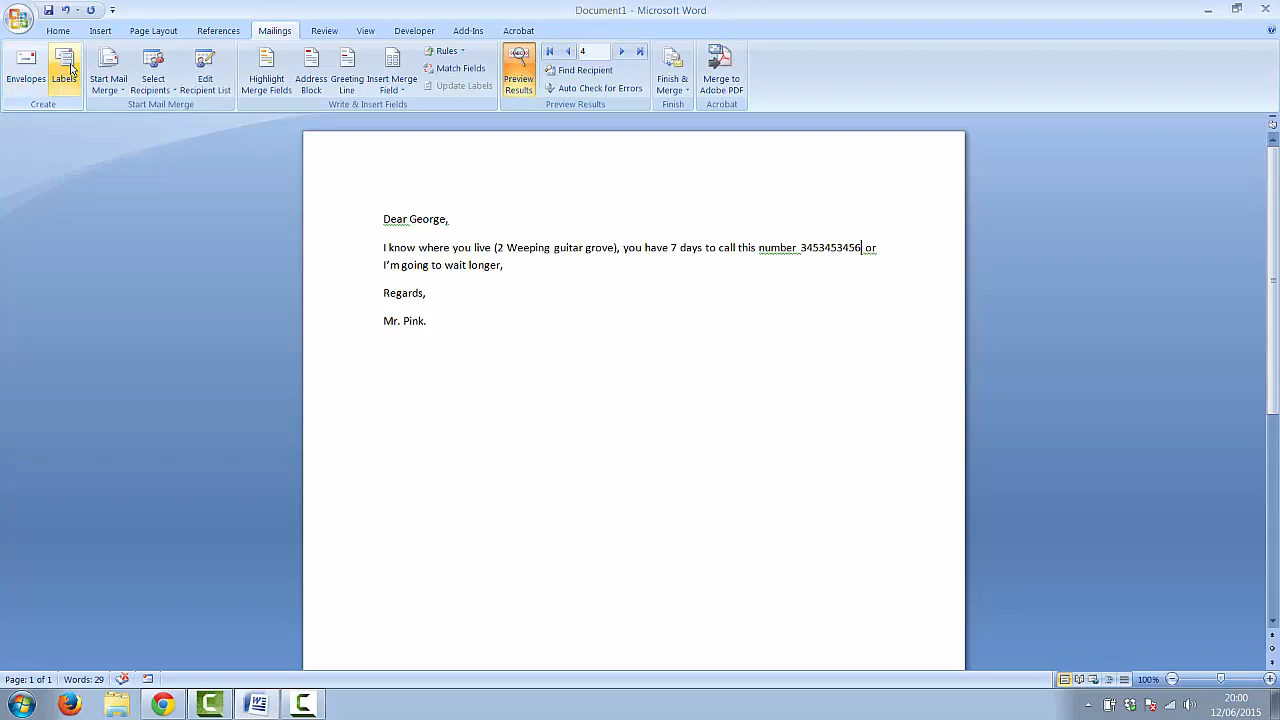 Document1 - Microsoft Word
Home Insert Page Layout References Mailings Review View Developer Add-Ins Acrobat
Envelopes Labels Start Mail Merge Select Recipients Edit Recipient List Highlight Merge Fields Address Block Greeting Line Insert Merge Field Rules Match Fields Update Labels Preview Results 4 Find Recipient Auto Check for Errors Finish & Merge Merge to Adobe PDF
Create Start Mail Merge Write & Insert Fields Preview Results Finish Acrobat
Dear George,
I know where you live (2 Weeping guitar grove), you have 7 days to call this number 3453453456 or
I'm going to wait longer,
Regards,
Mr. Pink.
Page: 1 of 1 Words: 29 100%
20:00
12/06/2015